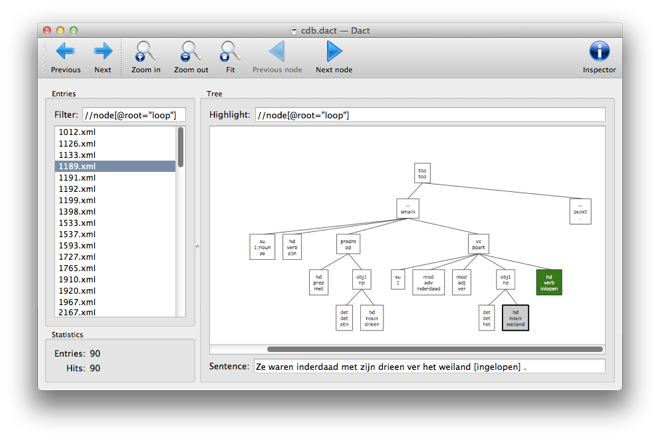 cdb.dact — Dact
Previous Next Zoom in Zoom out Fit Previous node Next node Inspector
Entries
Filter: //node[@root="loop"]
1012.xml
1126.xml
1133.xml
1189.xml
1191.xml
1192.xml
1199.xml
1398.xml
1533.xml
1537.xml
1593.xml
1727.xml
1765.xml
1910.xml
1920.xml
1967.xml
2167.xml
Statistics
Entries: 90
Hits: 90
Tree
Highlight: //node[@root="loop"]
top
top
--
smain
--
punct
.
su
1:noun
ze
hd
verb
zijn
predm
pp
vc
ppart
hd
prep
met
obj1
np
su
1
mod
adv
inderdaad
mod
adj
ver
obj1
np
hd
verb
inlopen
det
det
zijn
hd
noun
drieen
det
det
het
hd
noun
weiland
Sentence: Ze waren inderdaad met zijn drieen ver het weiland [ingelopen] .